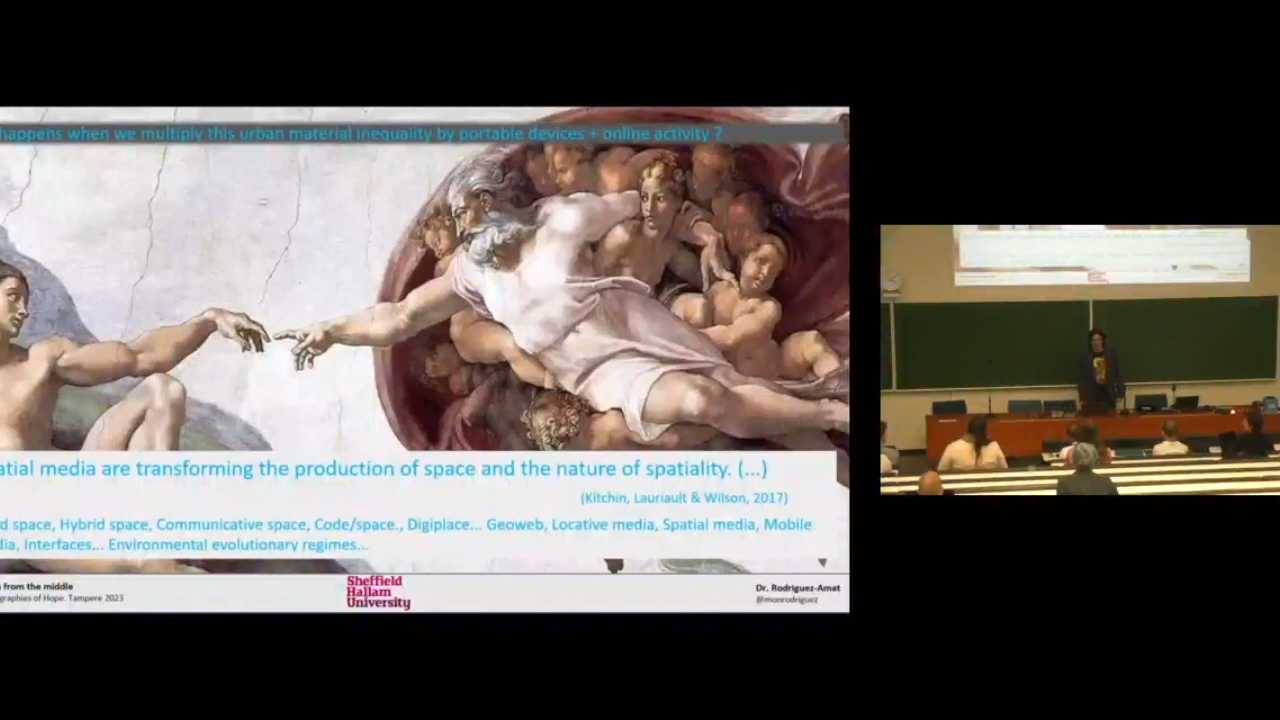 happens when we multiply this urban material inequality by portable devices + online activity ?
atial media are transforming the production of space and the nature of spatiality. (...)
(Kitchin, Lauriault & Wilson, 2017)
d space, Hybrid space, Communicative space, Code/space., Digiplace... Geoweb, Locative media, Spatial media, Mobile
dia, Interfaces... Environmental evolutionary regimes...
from the middle
graphies of Hope. Tampere 2023
Sheffield
Hallam
University
Dr. Rodriguez-Amat
@monrodriguez